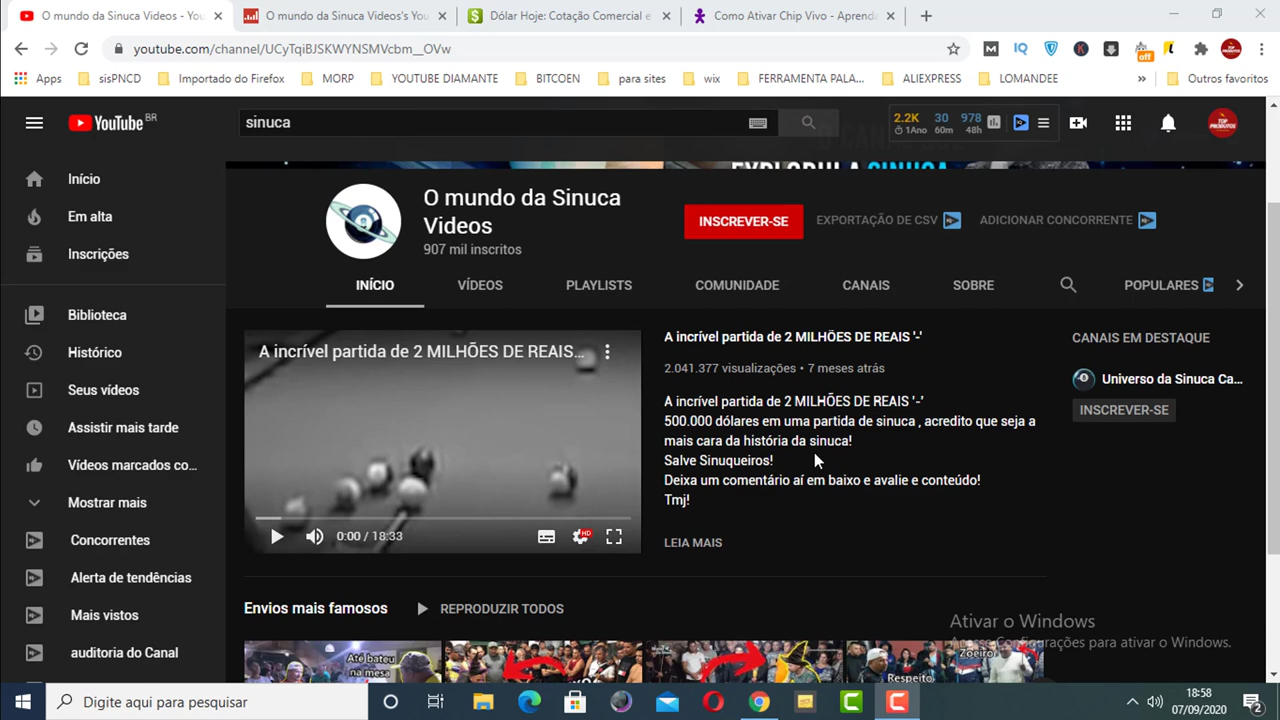 O mundo da Sinuca Videos - You
O mundo da Sinuca Videos's You
Dólar Hoje: Cotação Comercial e
Como Ativar Chip Vivo - Aprenda
youtube.com/channel/UCyTqiBJSKWYNSMVcbm__OVw
off
Apps
sisPNCD
Importado do Firefox
MORP
YOUTUBE DIAMANTE
BITCOEN
para sites
wix
FERRAMENTA PALA...
ALIEXPRESS
LOMANDEE
Outros favoritos
YouTube BR
sinuca
2.2K 30 978
1Ano 60m 48h
TOP PRODUTOS
EXPLORU A SINUCA
Início
Em alta
Inscrições
Biblioteca
Histórico
Seus vídeos
Assistir mais tarde
Vídeos marcados co...
Mostrar mais
Concorrentes
Alerta de tendências
Mais vistos
auditoria do Canal
O mundo da Sinuca
Videos
907 mil inscritos
INSCREVER-SE
EXPORTAÇÃO DE CSV
ADICIONAR CONCORRENTE
INÍCIO
VÍDEOS
PLAYLISTS
COMUNIDADE
CANAIS
SOBRE
POPULARES
A incrível partida de 2 MILHÕES DE REAIS...
0:00 / 18:33
HD
A incrível partida de 2 MILHÕES DE REAIS '-'
2.041.377 visualizações • 7 meses atrás
A incrível partida de 2 MILHÕES DE REAIS '-'
500.000 dólares em uma partida de sinuca , acredito que seja a
mais cara da história da sinuca!
Salve Sinuqueiros!
Deixa um comentário aí em baixo e avalie e conteúdo!
Tmj!
LEIA MAIS
CANAIS EM DESTAQUE
Universo da Sinuca Ca...
INSCREVER-SE
Envios mais famosos
REPRODUZIR TODOS
Até bateu
na mesa
Respeito
Zoeiro
Ativar o Windows
Acesse Configurações para ativar o Windows.
Digite aqui para pesquisar
18:58
07/09/2020
2